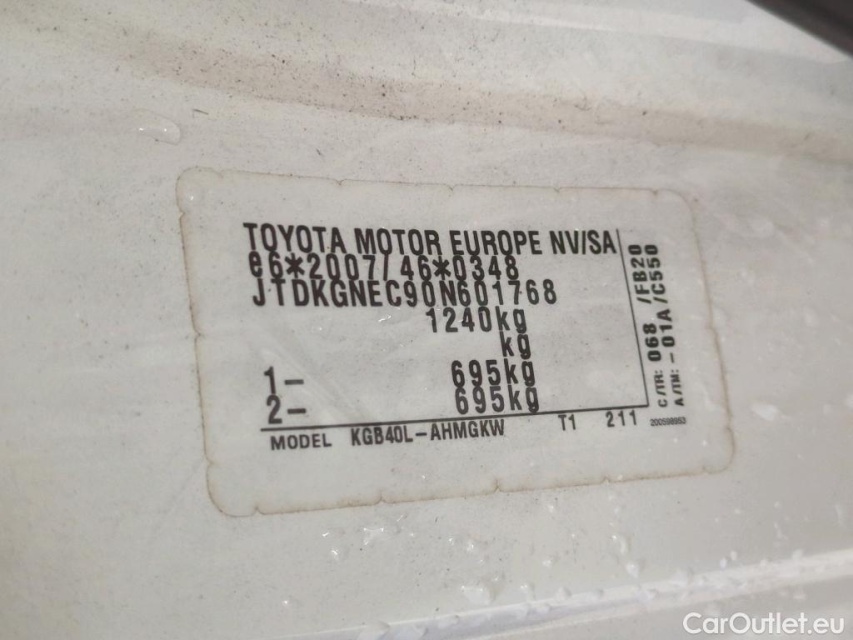 TOYOTA MOTOR EUROPE NV/SA
e6*2007/46*0348
JTDKGNEC90N601768
1240kg
kg
1- 695kg
2- 695kg
MODEL KGB40L-AHMGKW T1 211
C/TR: 068 /FB20
A/TM: -01A /C550
CarOutlet.eu